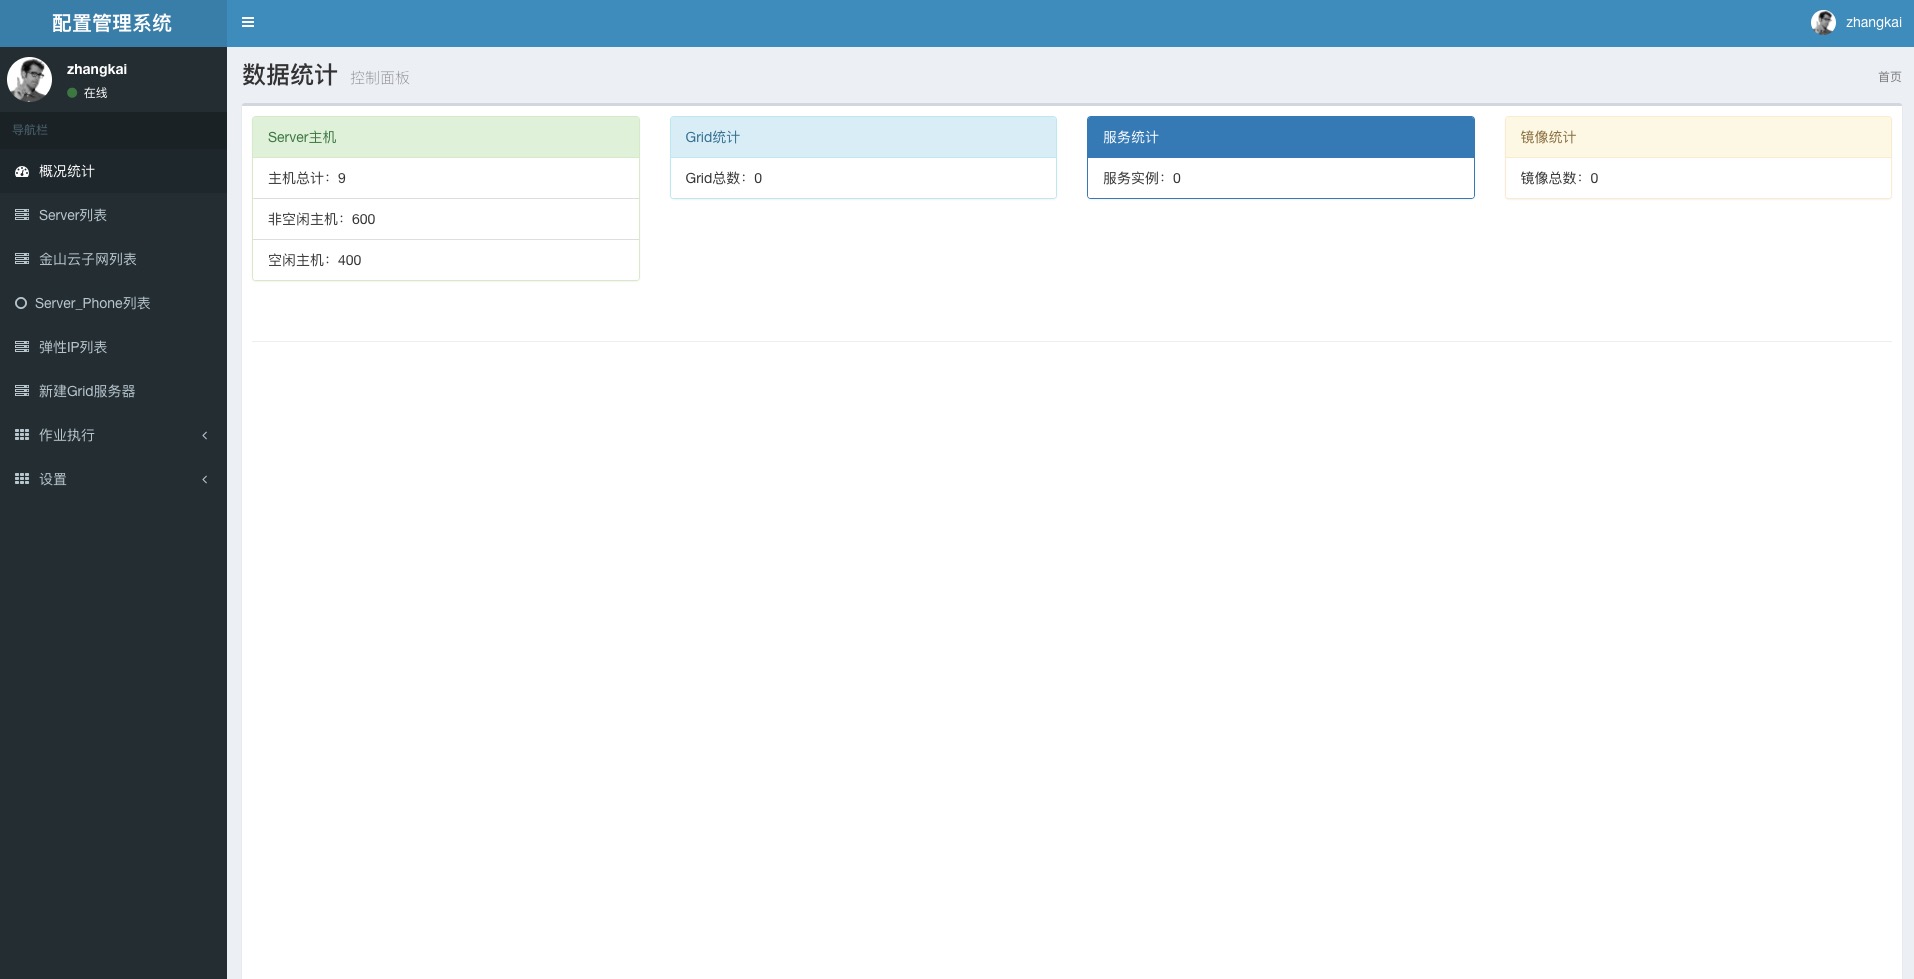 配置管理系统
zhangkai
zhangkai
在线
导航栏
概况统计
Server列表
金山云子网列表
Server_Phone列表
弹性IP列表
新建Grid服务器
作业执行
设置
数据统计 控制面板
首页
Server主机
主机总计：9
非空闲主机：600
空闲主机：400
Grid统计
Grid总数：0
服务统计
服务实例：0
镜像统计
镜像总数：0